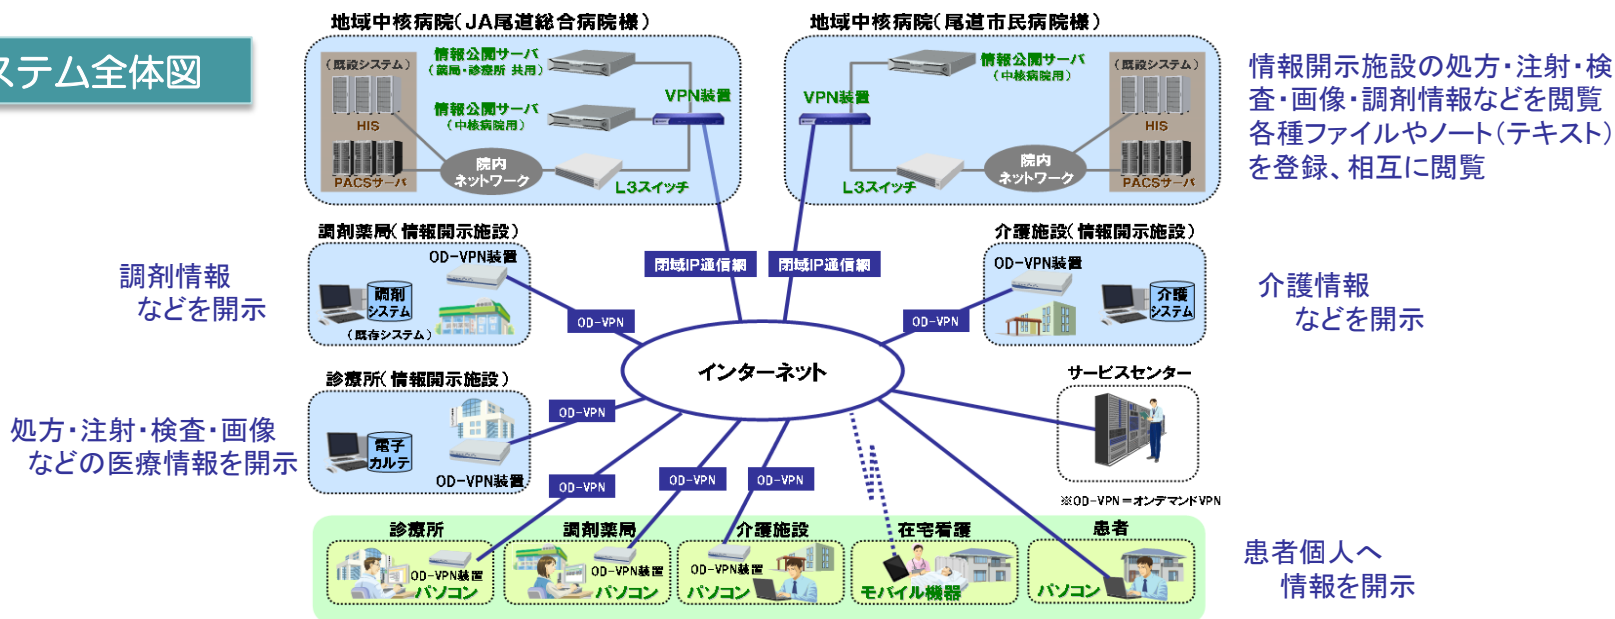 ステム全体図
地域中核病院(JA尾道総合病院様)
(既設システム)
HIS
PACSサーバ
情報公開サーバ
(薬局・診療所 共用)
情報公開サーバ
(中核病院用)
VPN装置
院内
ネットワーク
L3スイッチ
地域中核病院(尾道市民病院様)
VPN装置
情報公開サーバ
(中核病院用)
(既設システム)
HIS
PACSサーバ
院内
ネットワーク
L3スイッチ
情報開示施設の処方・注射・検
査・画像・調剤情報などを閲覧
各種ファイルやノート(テキスト)
を登録、相互に閲覧
調剤情報
などを開示
調剤薬局(情報開示施設)
OD-VPN装置
調剤
システム
(既存システム)
OD-VPN
閉域IP通信網
閉域IP通信網
介護施設(情報開示施設)
OD-VPN装置
介護
システム
OD-VPN
介護情報
などを開示
インターネット
処方・注射・検査・画像
などの医療情報を開示
診療所(情報開示施設)
電子
カルテ
OD-VPN装置
OD-VPN
OD-VPN
OD-VPN
OD-VPN
サービスセンター
※OD-VPN=オンデマンドVPN
診療所
OD-VPN装置
パソコン
調剤薬局
OD-VPN装置
パソコン
介護施設
OD-VPN装置
パソコン
在宅看護
モバイル機器
患者
パソコン
患者個人へ
情報を開示